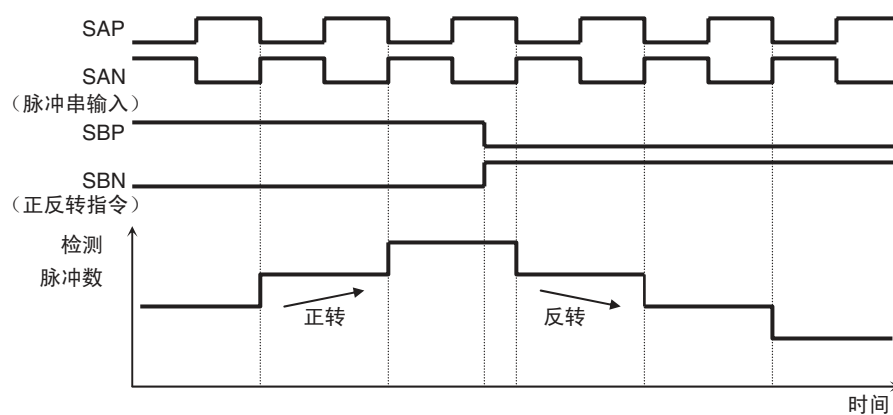 SAP
SAN
（脉冲串输入）
SBP
SBN
（正反转指令）
检测
脉冲数
正转
反转
时间